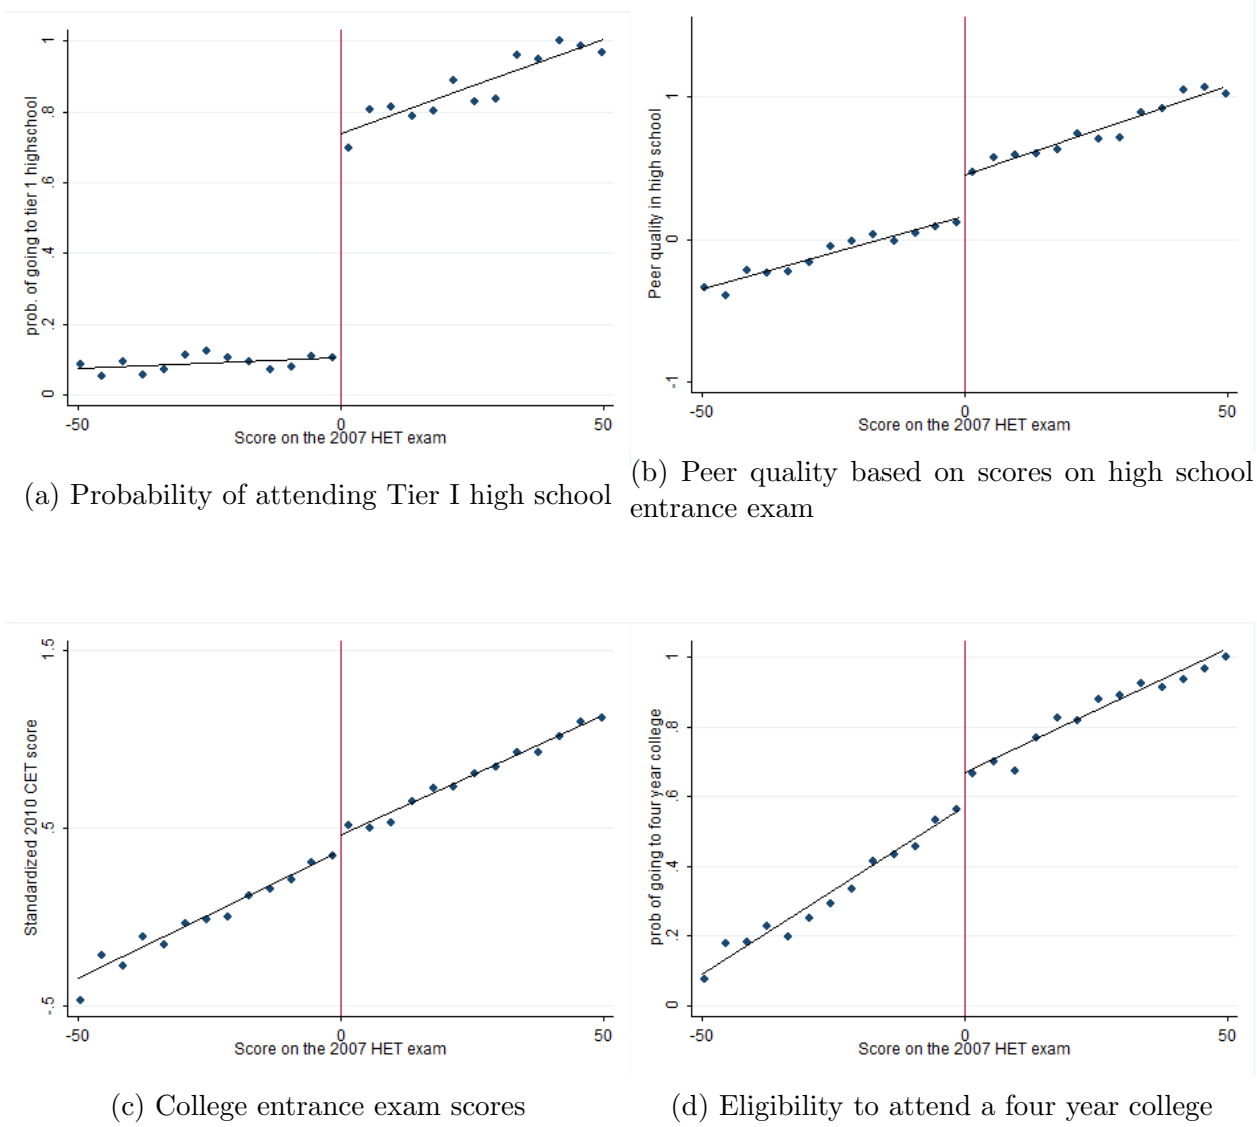 prob. of going to tier 1 highschool
1
.8
.6
.4
.2
0
-50
0
50
Score on the 2007 HET exam
(a) Probability of attending Tier I high school
Peer quality in high school
1
0
-1
-50
0
50
Score on the 2007 HET exam
(b) Peer quality based on scores on high school
entrance exam
Standardized 2010 CET score
1.5
.5
-.5
-50
0
50
Score on the 2007 HET exam
(c) College entrance exam scores
prob of going to four year college
1
.8
.6
.4
.2
0
-50
0
50
Score on the 2007 HET exam
(d) Eligibility to attend a four year college